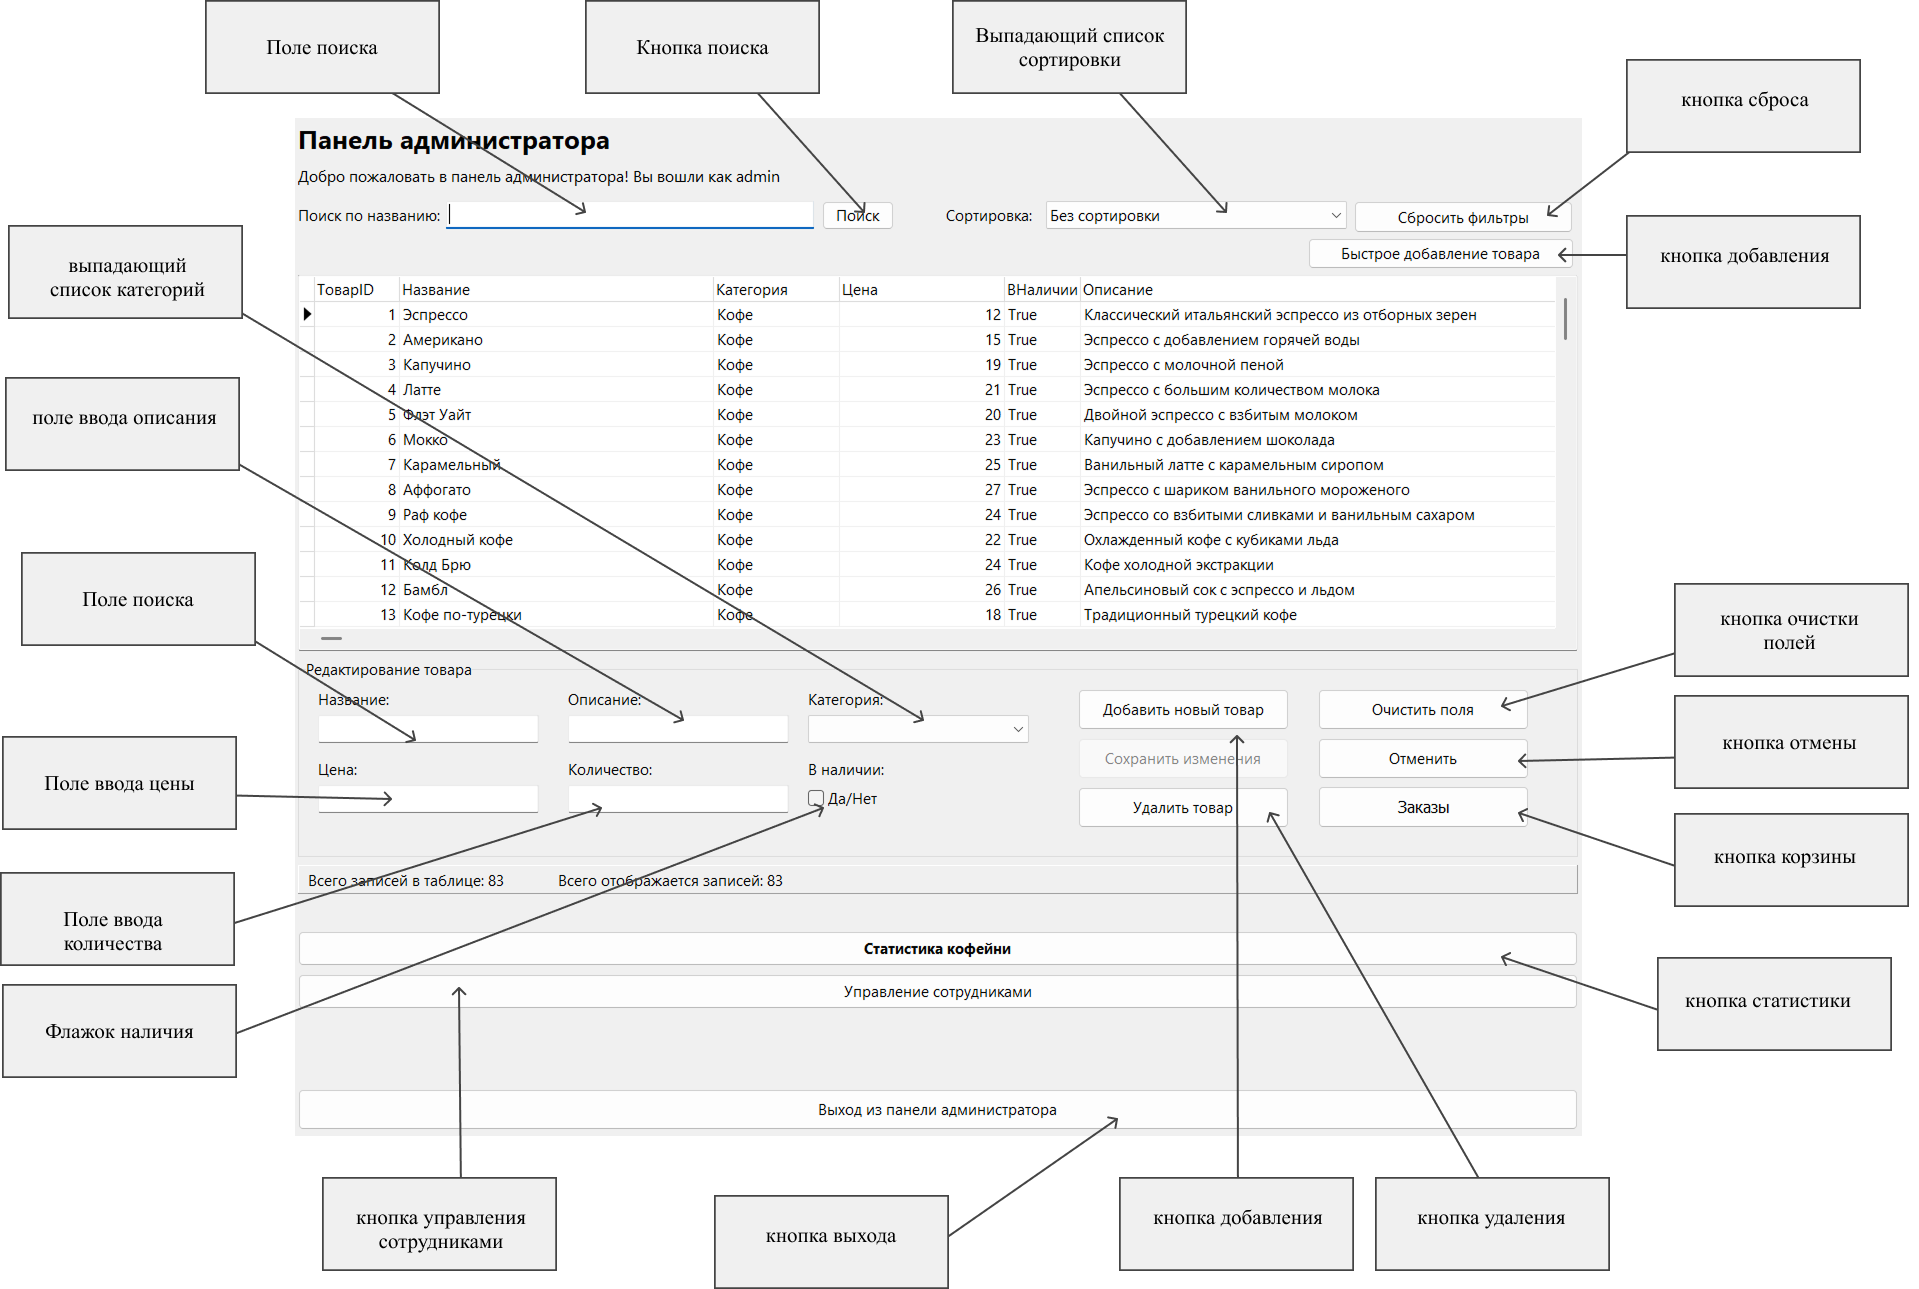 Поле поиска
Кнопка поиска
Выпадающий список
сортировки
кнопка сброса
Панель администратора
Добро пожаловать в панель администратора! Вы вошли как admin
Поиск по названию:
Поиск
Сортировка:
Без сортировки
Сбросить фильтры
Быстрое добавление товара
кнопка добавления
выпадающий
список категорий
поле ввода описания
Поле поиска
Поле ввода цены
Поле ввода
количества
Флажок наличия
ТоварID Название Категория Цена ВНаличии Описание
1 Эспрессо Кофе 12 True Классический итальянский эспрессо из отборных зерен
2 Американо Кофе 15 True Эспрессо с добавлением горячей воды
3 Капучино Кофе 19 True Эспрессо с молочной пеной
4 Латте Кофе 21 True Эспрессо с большим количеством молока
5 Флэт Уайт Кофе 20 True Двойной эспрессо с взбитым молоком
6 Мокко Кофе 23 True Капучино с добавлением шоколада
7 Карамельный Кофе 25 True Ванильный латте с карамельным сиропом
8 Аффогато Кофе 27 True Эспрессо с шариком ванильного мороженого
9 Раф кофе Кофе 24 True Эспрессо со взбитыми сливками и ванильным сахаром
10 Холодный кофе Кофе 22 True Охлажденный кофе с кубиками льда
11 Колд Брю Кофе 24 True Кофе холодной экстракции
12 Бамбл Кофе 26 True Апельсиновый сок с эспрессо и льдом
13 Кофе по-турецки Кофе 18 True Традиционный турецкий кофе
Редактирование товара
Название:
Описание:
Категория:
Добавить новый товар
Очистить поля
Сохранить изменения
Отменить
Цена:
Количество:
В наличии:
Да/Нет
Удалить товар
Заказы
Всего записей в таблице: 83
Всего отображается записей: 83
Статистика кофейни
Управление сотрудниками
Выход из панели администратора
кнопка очистки
полей
кнопка отмены
кнопка корзины
кнопка статистики
кнопка управления
сотрудниками
кнопка выхода
кнопка добавления
кнопка удаления